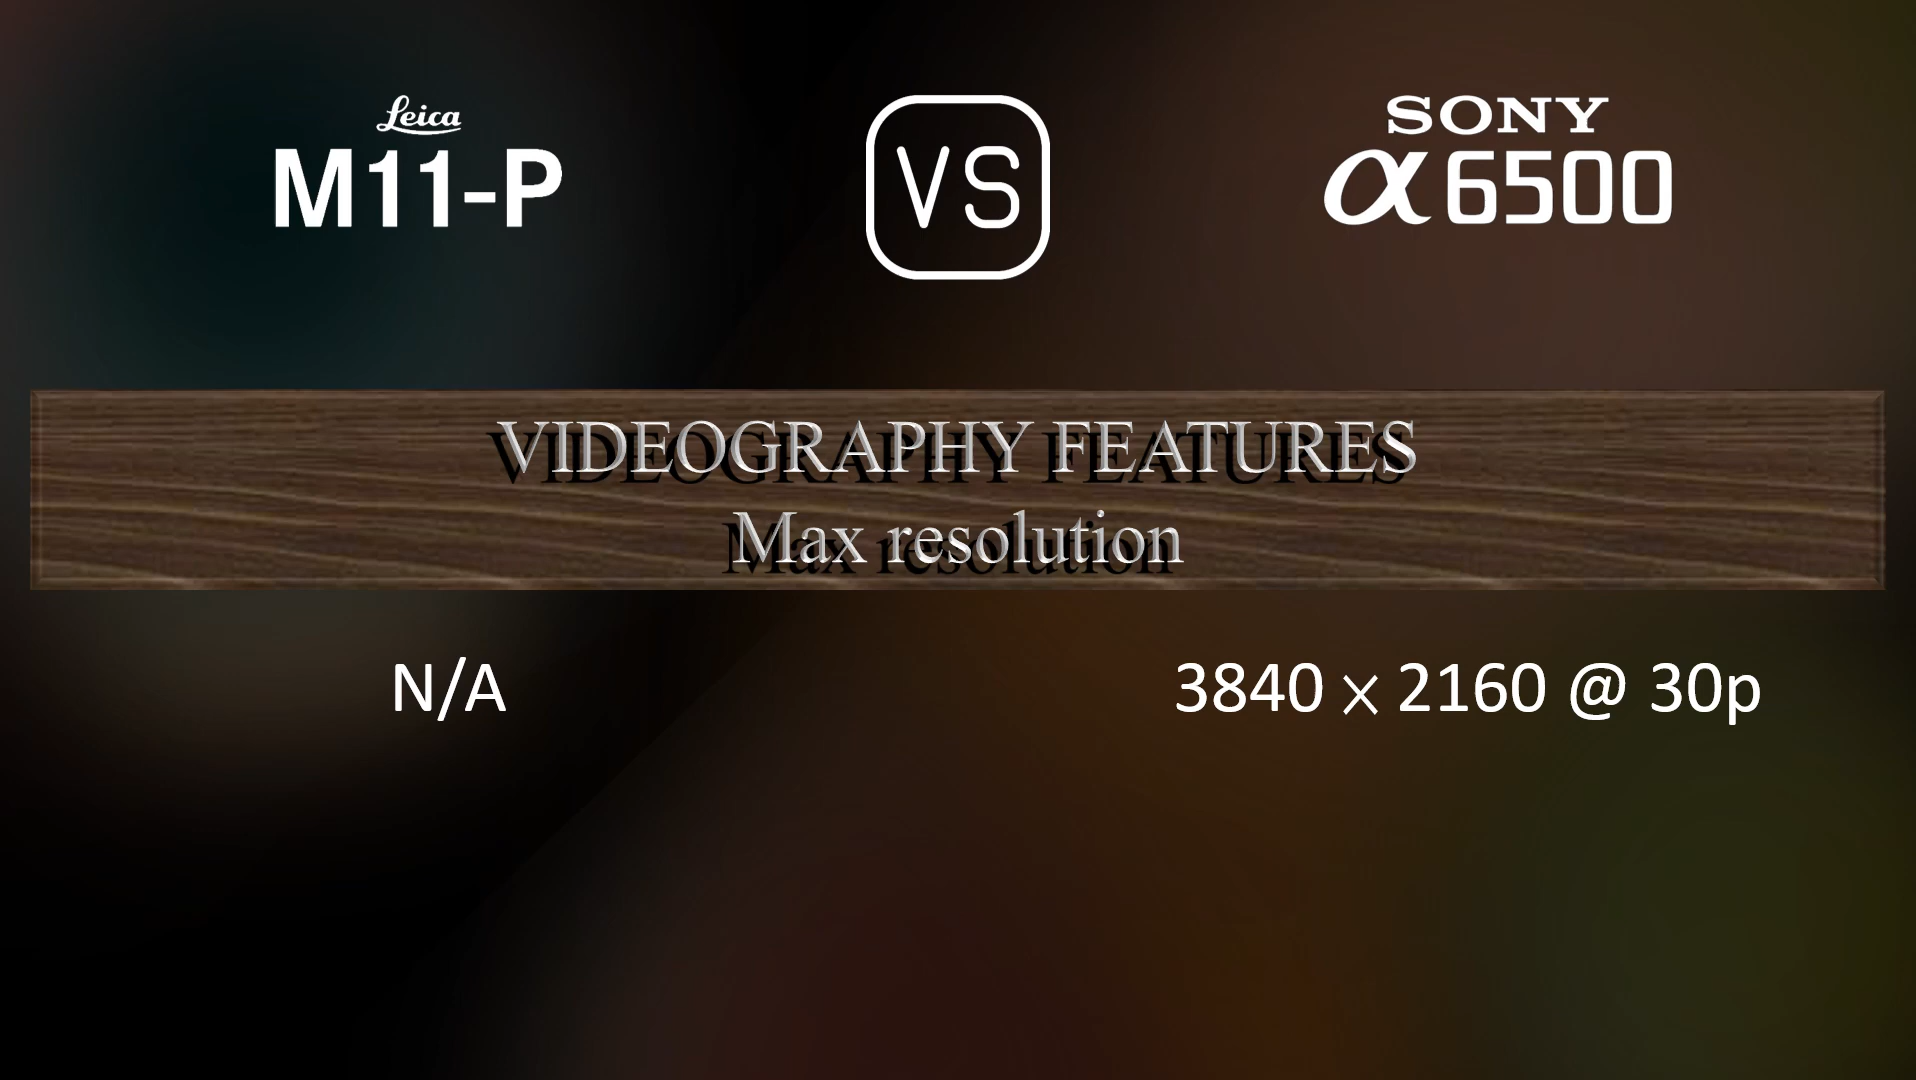 Leica
M11-P
VS
SONY
α6500
VIDEOGRAPHY FEATURES
Max resolution
N/A
3840 x 2160 @ 30p